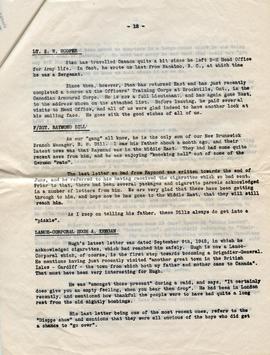 - 12 -
LT. S. W. COOPER
Stan has travelled Canada quite a bit since he left S-W Head Office
for Army life. In fact, he wrote us last from Nanaimo, B. C., at which time
he was a Sergeant.
Since then, however, Stan has returned East and has just recently
completed a course at the Officers' Training Corps at Brockville, Ont., in the
Canadian Armoured Corps. He is now a full Lieutenant, and has again gone West,
to the address shown on the attached list. Before leaving, he paid several
visits to Head Office, and all of us were glad indeed to have another look at
his smiling face. He goes with the good wishes of all of us.
F/SGT. RAYMOND DILL
As our "gang" all know, he is the only son of our New Brunswick
Branch Manager, B. Dill - He has father about a month ago, and their
latest news was that Raymond was in the Middle East. They had had some quite
recent news from him, and he was enjoying "knocking hell" out of some of the
German "nuts".
The last letter we had from Raymond was written towards the end of
June, and he referred to his having received the cigarettes which we had sent.
Prior to that, there had been several packages and cigarette parcels acknowledged
in a number of letters from him. We are very glad that these have been getting
through to him, and hope now he has gone to the Middle East, that they will still
reach him.
As I keep on telling his father, these Dills always get into a
"pickle".
LANCE-CORPORAL HUGH A. KEEGAN
Hugh's latest letter was dated September 9th, 1942, in which he
acknowledged cigarettes, which had reached him safely. Hugh is now a Lance-
Corporal which, of course, is the first step towards becoming a Brigadier-General.
He mentions having just recently visited "another great town in the British
Isles - Cardiff - the town from which both my father and mother came to Canada".
That must have been very interesting for Hugh.
He was "amongst those present" during a raid, and says, "It certainly
does give you an empty feeling, when you hear them drop". He had been in London
recently, and mentioned how thankful the people were to have had quite a long
rest from the old nightly bombings.
His last letter being one of the most recent ones, refers to the
"Dieppe show" and mentions that they were all envious of the boys who did get
a chance to "go over".